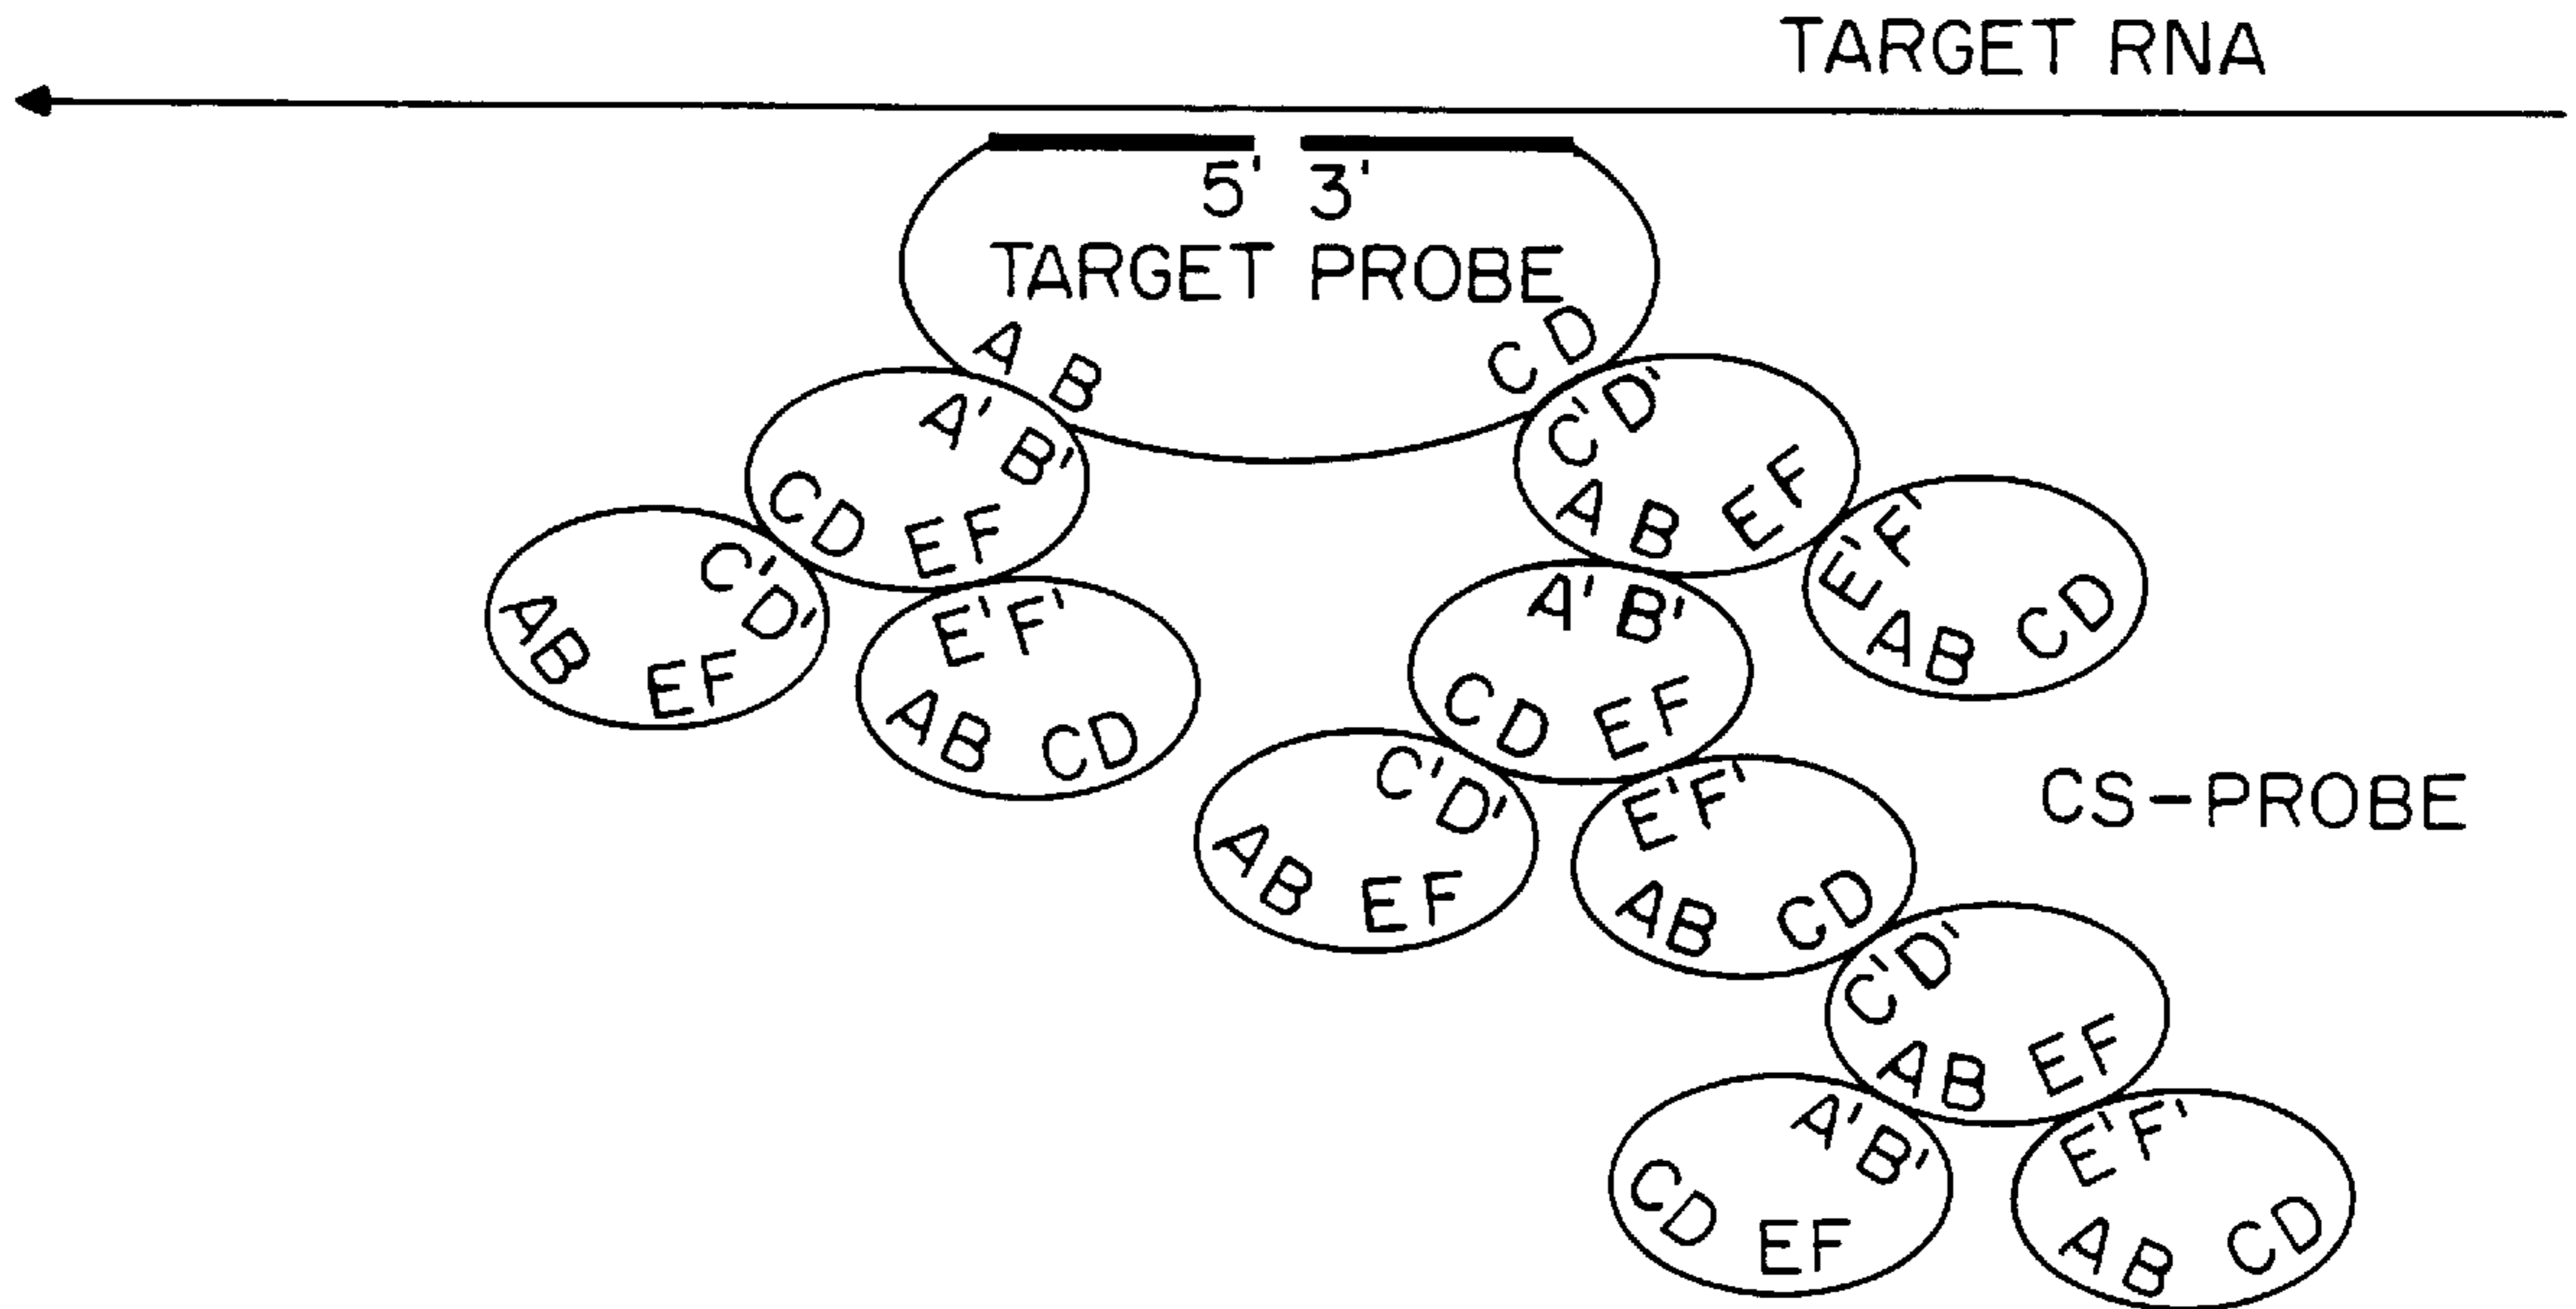 TARGET RNA
5' 3'
TARGET PROBE
A B
C D
A' B'
CD EF
C'D'
AB EF
C'D'
AB EF
E'F'
AB CD
E'F'
AB CD
A' B'
CD EF
C'D'
AB EF
E'F'
AB CD
CS-PROBE
C'D'
AB EF
A'B'
CD EF
E'F'
AB CD